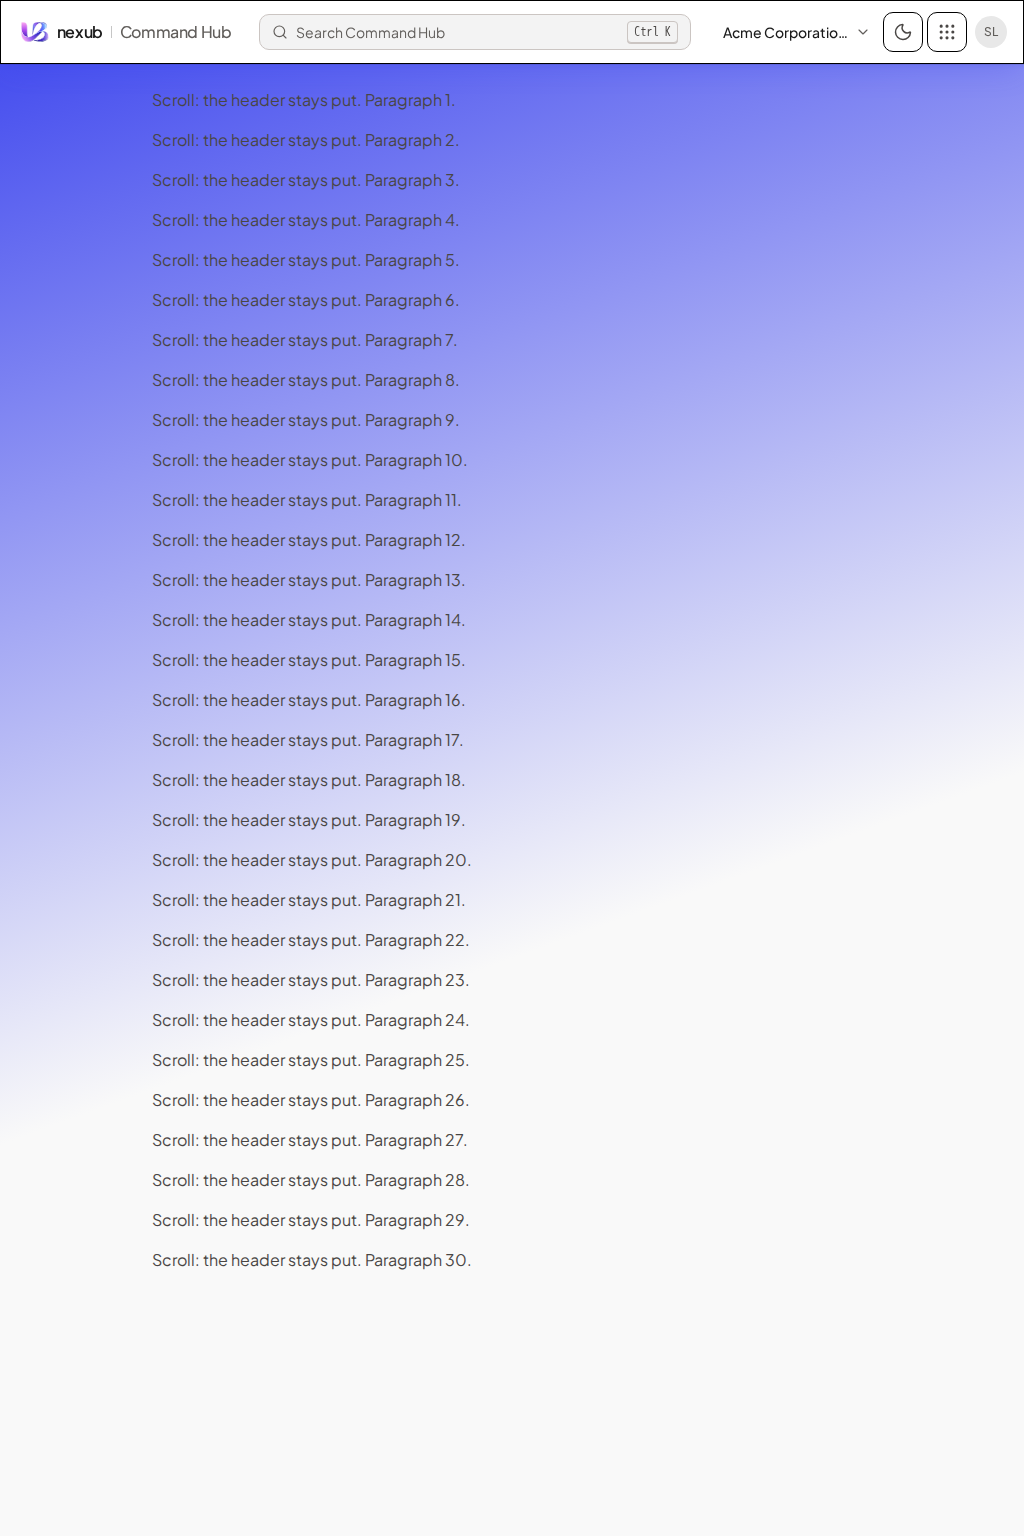 nexub Command Hub Search Command Hub Ctrl K Acme Corporatio... SL
Scroll: the header stays put. Paragraph 1.
Scroll: the header stays put. Paragraph 2.
Scroll: the header stays put. Paragraph 3.
Scroll: the header stays put. Paragraph 4.
Scroll: the header stays put. Paragraph 5.
Scroll: the header stays put. Paragraph 6.
Scroll: the header stays put. Paragraph 7.
Scroll: the header stays put. Paragraph 8.
Scroll: the header stays put. Paragraph 9.
Scroll: the header stays put. Paragraph 10.
Scroll: the header stays put. Paragraph 11.
Scroll: the header stays put. Paragraph 12.
Scroll: the header stays put. Paragraph 13.
Scroll: the header stays put. Paragraph 14.
Scroll: the header stays put. Paragraph 15.
Scroll: the header stays put. Paragraph 16.
Scroll: the header stays put. Paragraph 17.
Scroll: the header stays put. Paragraph 18.
Scroll: the header stays put. Paragraph 19.
Scroll: the header stays put. Paragraph 20.
Scroll: the header stays put. Paragraph 21.
Scroll: the header stays put. Paragraph 22.
Scroll: the header stays put. Paragraph 23.
Scroll: the header stays put. Paragraph 24.
Scroll: the header stays put. Paragraph 25.
Scroll: the header stays put. Paragraph 26.
Scroll: the header stays put. Paragraph 27.
Scroll: the header stays put. Paragraph 28.
Scroll: the header stays put. Paragraph 29.
Scroll: the header stays put. Paragraph 30.